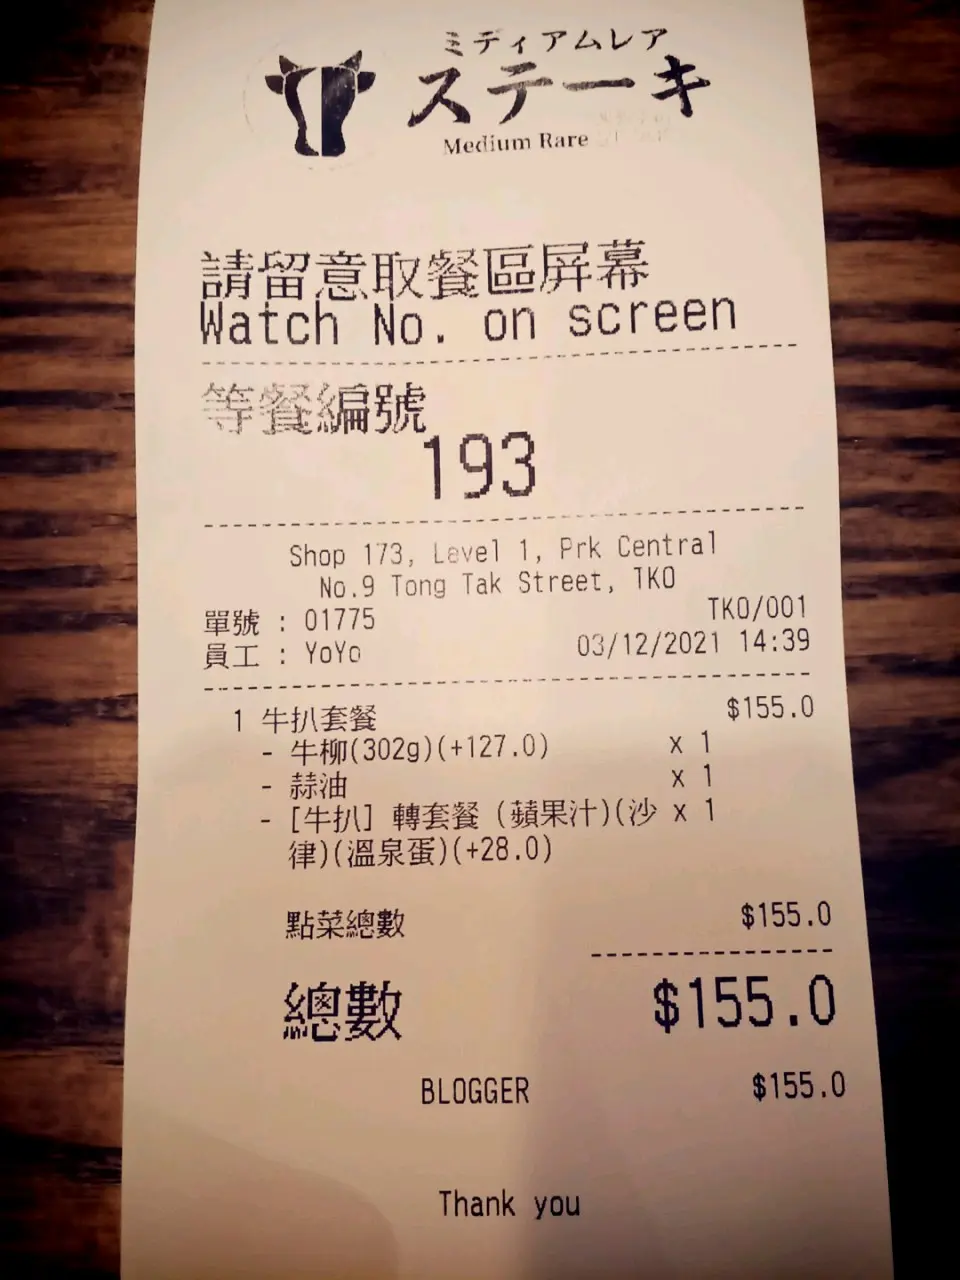 ミディアムレア
ステーキ
Medium Rare
請留意取餐區屏幕
Watch No. on screen
等餐編號
193
Shop 173, Level 1, Prk Central
No.9 Tong Tak Street, TKO
TKO/001
單號 : 01775
員工 : YoYo 03/12/2021 14:39
1 牛扒套餐 $155.0
- 牛柳(302g)(+127.0) x 1
- 蒜油 x 1
- [牛扒] 轉套餐 (蘋果汁)(沙 x 1
律)(溫泉蛋)(+28.0)
點菜總數 $155.0
總數 $155.0
BLOGGER $155.0
Thank you